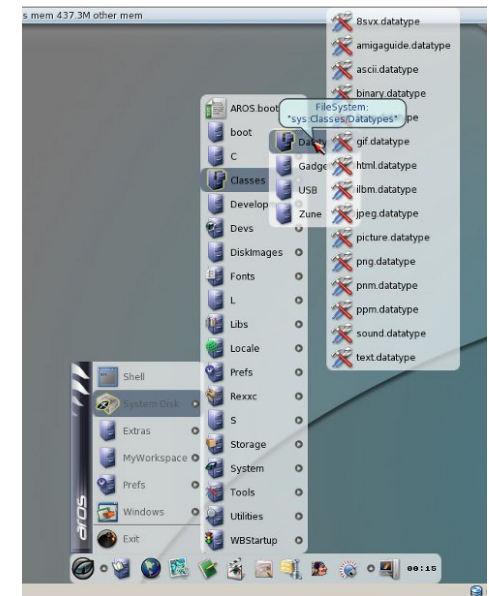 s mem 437.3M other mem
8svx.datatype
amigaguide.datatype
ascii.datatype
binary.datatype
gif.datatype
html.datatype
ilbm.datatype
jpeg.datatype
picture.datatype
png.datatype
pnm.datatype
ppm.datatype
sound.datatype
text.datatype
FileSystem:
"sys:Classes/Datatypes"
Datat
Gadge
USB
Zune
AROS.boot
boot
C
Classes
Develop
Devs
DiskImages
Fonts
L
Libs
Locale
Prefs
Rexxc
S
Storage
System
Tools
Utilities
WBStartup
Shell
System Disk
Extras
MyWorkspace
Prefs
Windows
Exit
aros
00:15